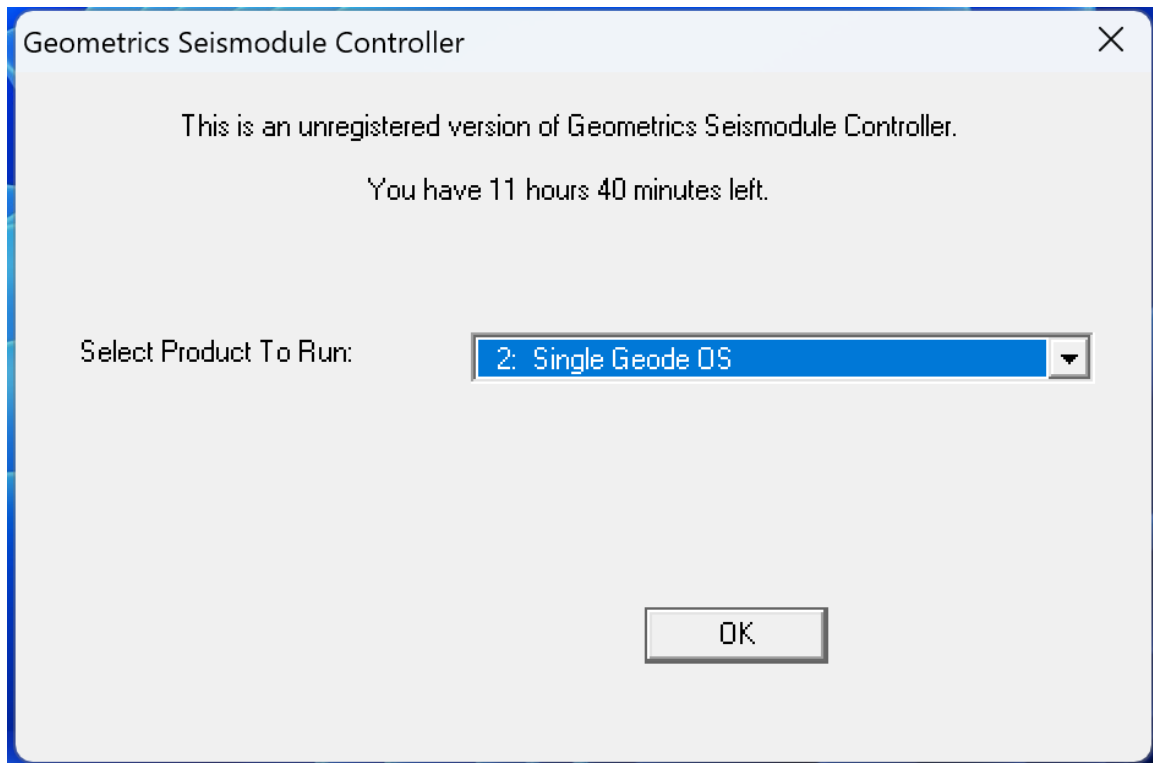 Geometrics Seismodule Controller
This is an unregistered version of Geometrics Seismodule Controller.
You have 11 hours 40 minutes left.
Select Product To Run:
2: Single Geode OS
OK